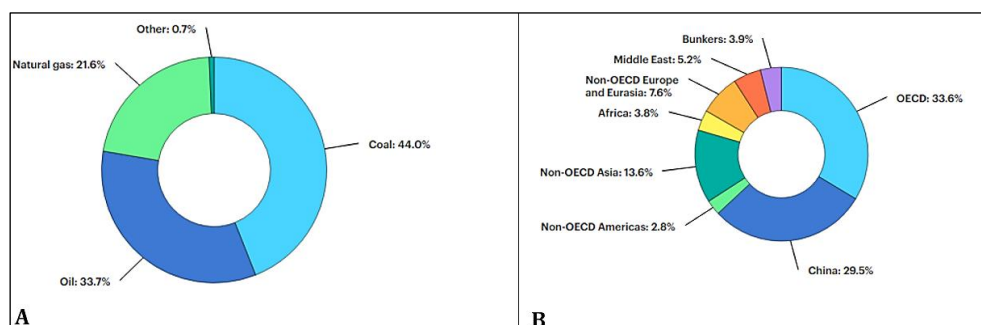 Other: 0.7%
Natural gas: 21.6%
Coal: 44.0%
Oil: 33.7%
A
Bunkers: 3.9%
Middle East: 5.2%
Non-OECD Europe
and Eurasia: 7.6%
OECD: 33.6%
Africa: 3.8%
Non-OECD Asia: 13.6%
Non-OECD Americas: 2.8%
China: 29.5%
B